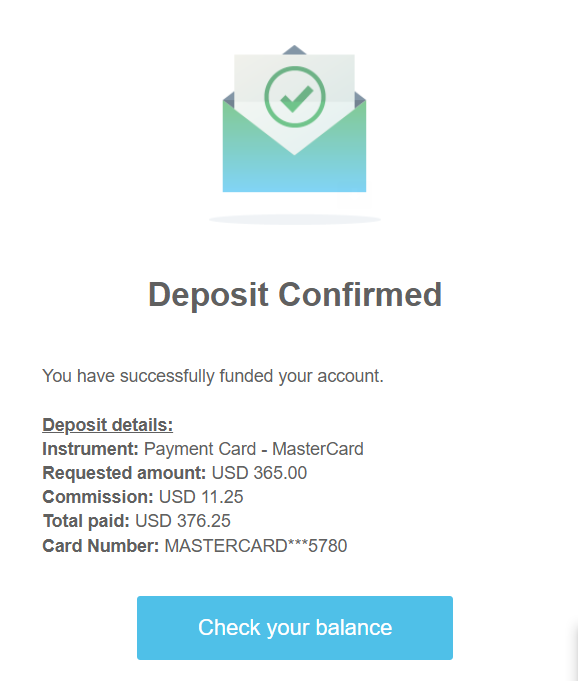 Deposit Confirmed
You have successfully funded your account.
Deposit details:
Instrument: Payment Card - MasterCard
Requested amount: USD 365.00
Commission: USD 11.25
Total paid: USD 376.25
Card Number: MASTERCARD***5780
Check your balance